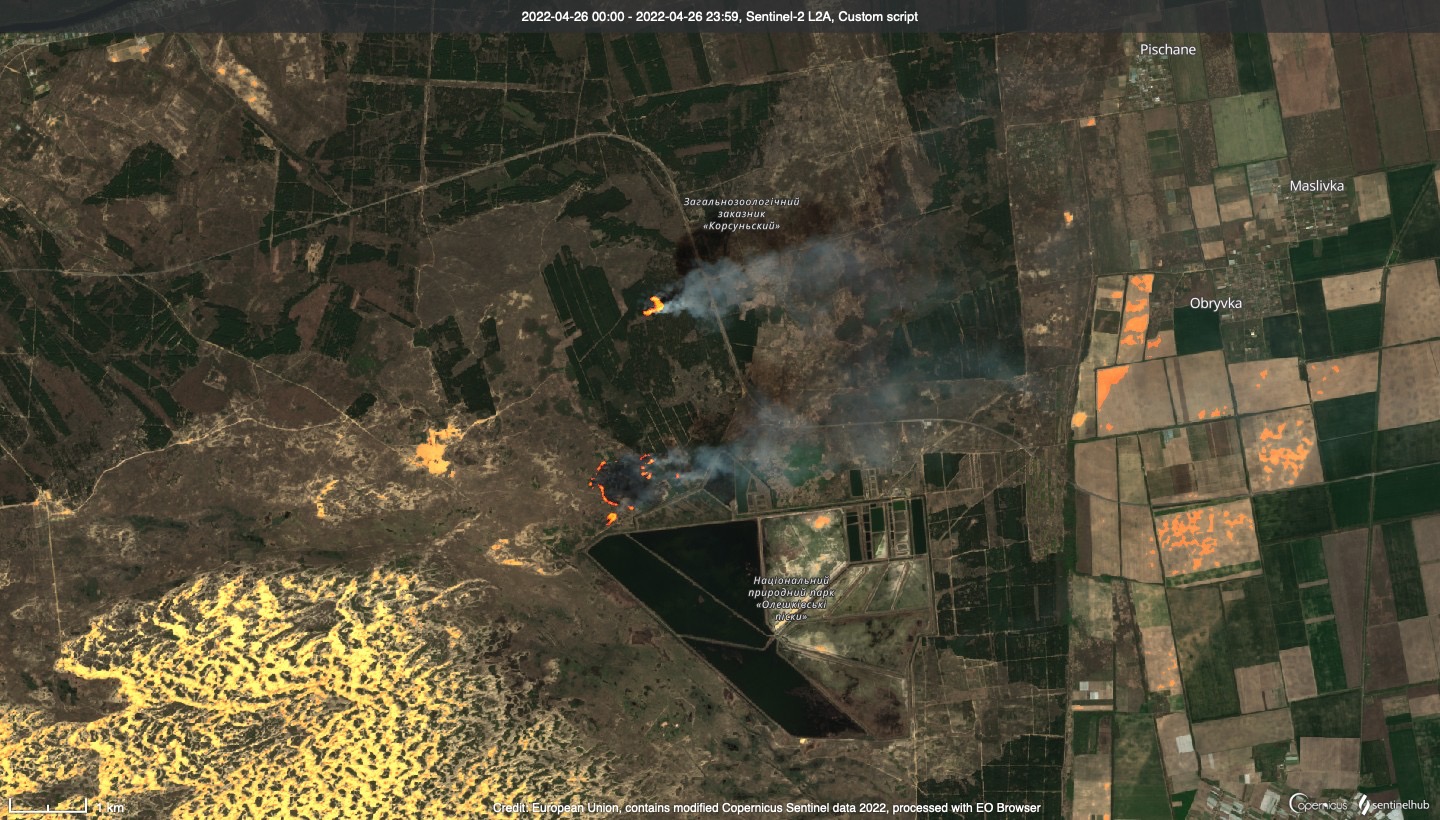 2022-04-26 00:00 - 2022-04-26 23:59, Sentinel-2 L2A, Custom script
Pischane
Maslivka
Загальнозоологічний
заказник
«Корсунський»
Obryvka
Національний
природний парк
«Олешківські
піски»
1 km
Credit: European Union, contains modified Copernicus Sentinel data 2022, processed with EO Browser
opernicus
sentinelhub